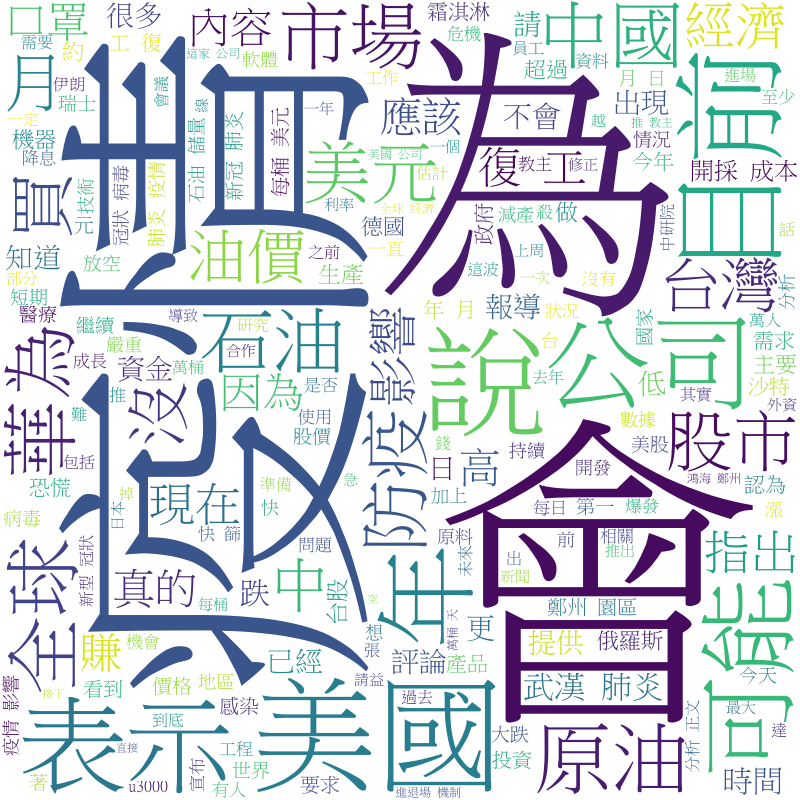 口罩
很多
內容
市場
霜淇淋
中國
經濟
需要
約
工 復
這家 公司
軟體
危機
請
超過
員工
資料
月 日
進場
至少
月
伊朗
瑞士
會議
一定
機器
降息
工作
應該
不會
出現
目前
冠狀 病毒
肺炎 疫情
石油 儲量
線
新冠 肺炎
每桶 美元
一年
美國 公司
一個
越
推 教主
情況
今年
買
元
技術
美元
估計
復工
教主
修正
開採 成本
利率
全球 經濟
德國
政府
減產
殺
做
中研院
話
知道
放空
油價
之前
一直
這波
上周
一次
沒有
國家
台灣
分析
部分
短期
生產
為
醫療
繼續
導致
研究
石油
年 月
報導
狀況
萬人
需求
嚴重
成長
資金
萬桶
合作
因為
影響
說
公司
台
去年
低
主要
沙特
華為
難
推
是否
使用
股價
沒
防疫
數據
其實
外資
包括
恐慌
錢
日
高
持續
開發
美股
股市
認為
鴻海 鄭州
漲
病毒
掉
日本
現在
準備
快
急
加上
每日
第一
爆發
疫情
全球
新型 冠狀
快 篩
問題
原料
未來
出
前
相關
推出
指出
真的
跌
中
台股
年
新聞
會
可能
每桶
空
賺
機會
想
張
萬桶 天
更
鄭州 園區
已經
評論
產品
提供
俄羅斯
今天
疫情 影響
看到
價格
地區
請益
過去
武漢 肺炎
表示
感染
到底
接下
美國
大跌
原油
分析 正文
最大
達
著
工程
世界
投資
u3000
宣布
有人
直接
要求
進退場 機制
時間